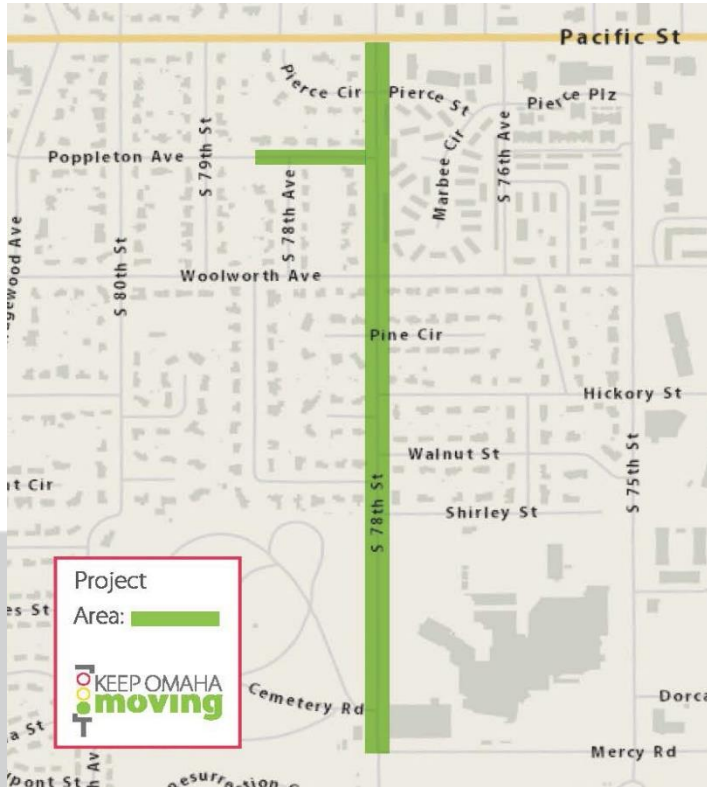 Pacific St
Pierce Cir
Pierce St
Pierce Plz
Marbee Cir
S 76th Ave
S 79th St
Poppleton Ave
S 78th Ave
S 80th St
Woolworth Ave
Pine Cir
Hickory St
Walnut St
S 75th St
S 78th St
Shirley St
Project
Area:
KEEP OMAHA
moving
Cemetery Rd
Mercy Rd